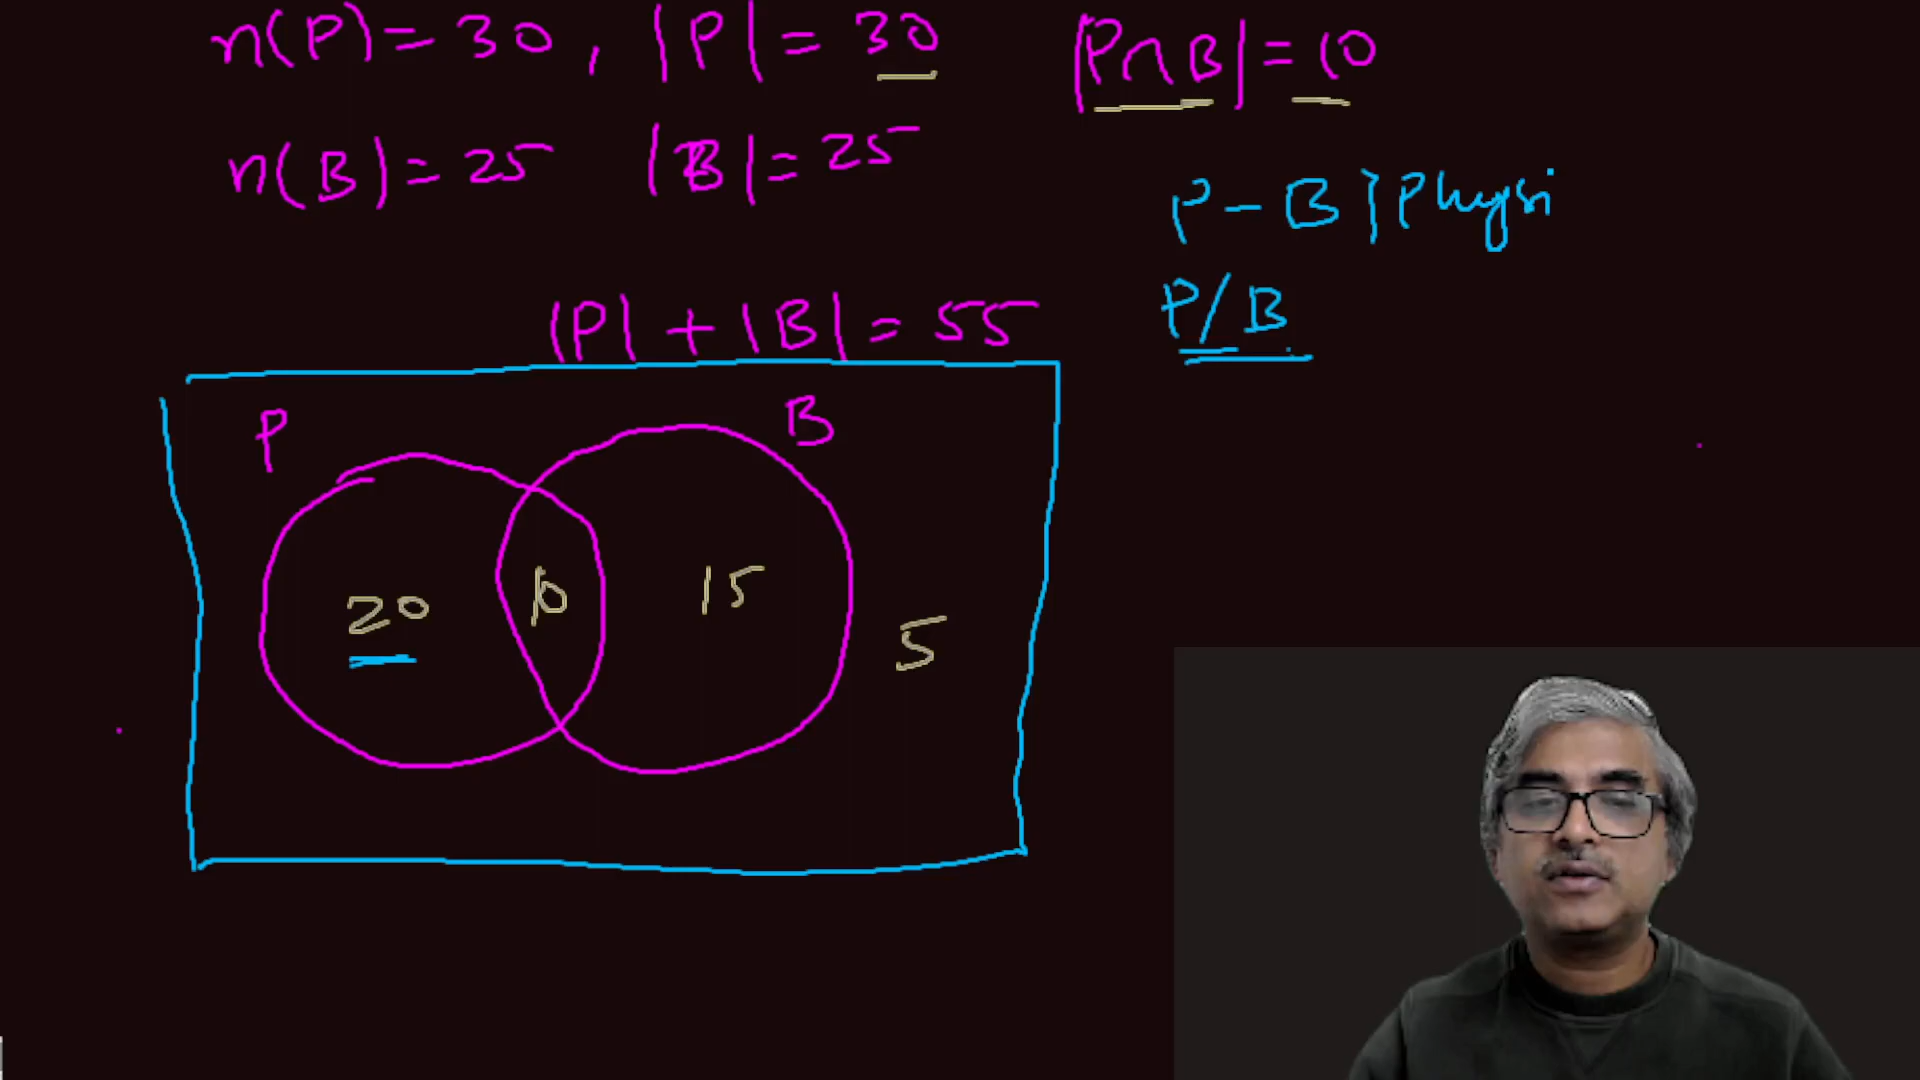 n(P) = 30, |P| = 30
|P∩B| = 10
n(B) = 25 |B| = 25
P - B } Physi
P/B
|P| + |B| = 55
P B
20 10 15
5